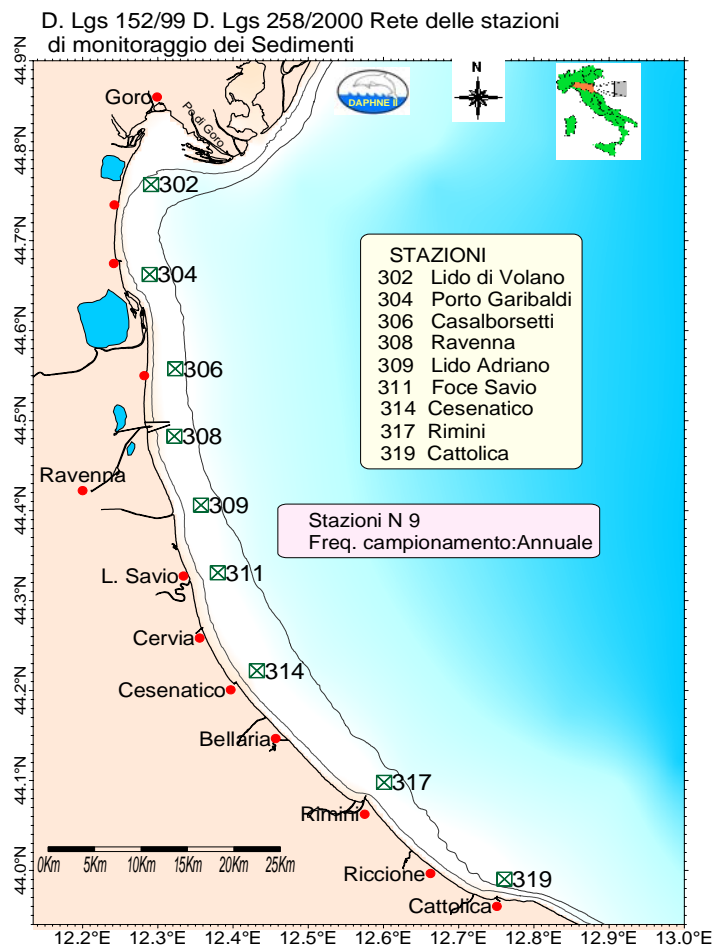 D. Lgs 152/99 D. Lgs 258/2000 Rete delle stazioni
di monitoraggio dei Sedimenti
44.9°N
44.8°N
44.7°N
44.6°N
44.5°N
44.4°N
44.3°N
44.2°N
44.1°N
44.0°N
Goro
Po di Goro
DAPHNE II
N
302
304
306
308
309
311
314
317
319
STAZIONI
302 Lido di Volano
304 Porto Garibaldi
306 Casalborsetti
308 Ravenna
309 Lido Adriano
311 Foce Savio
314 Cesenatico
317 Rimini
319 Cattolica
Stazioni N 9
Freq. campionamento:Annuale
Ravenna
L. Savio
Cervia
Cesenatico
Bellaria
Rimini
Riccione
Cattolica
0Km 5Km 10Km 15Km 20Km 25Km
12.2°E 12.3°E 12.4°E 12.5°E 12.6°E 12.7°E 12.8°E 12.9°E 13.0°E